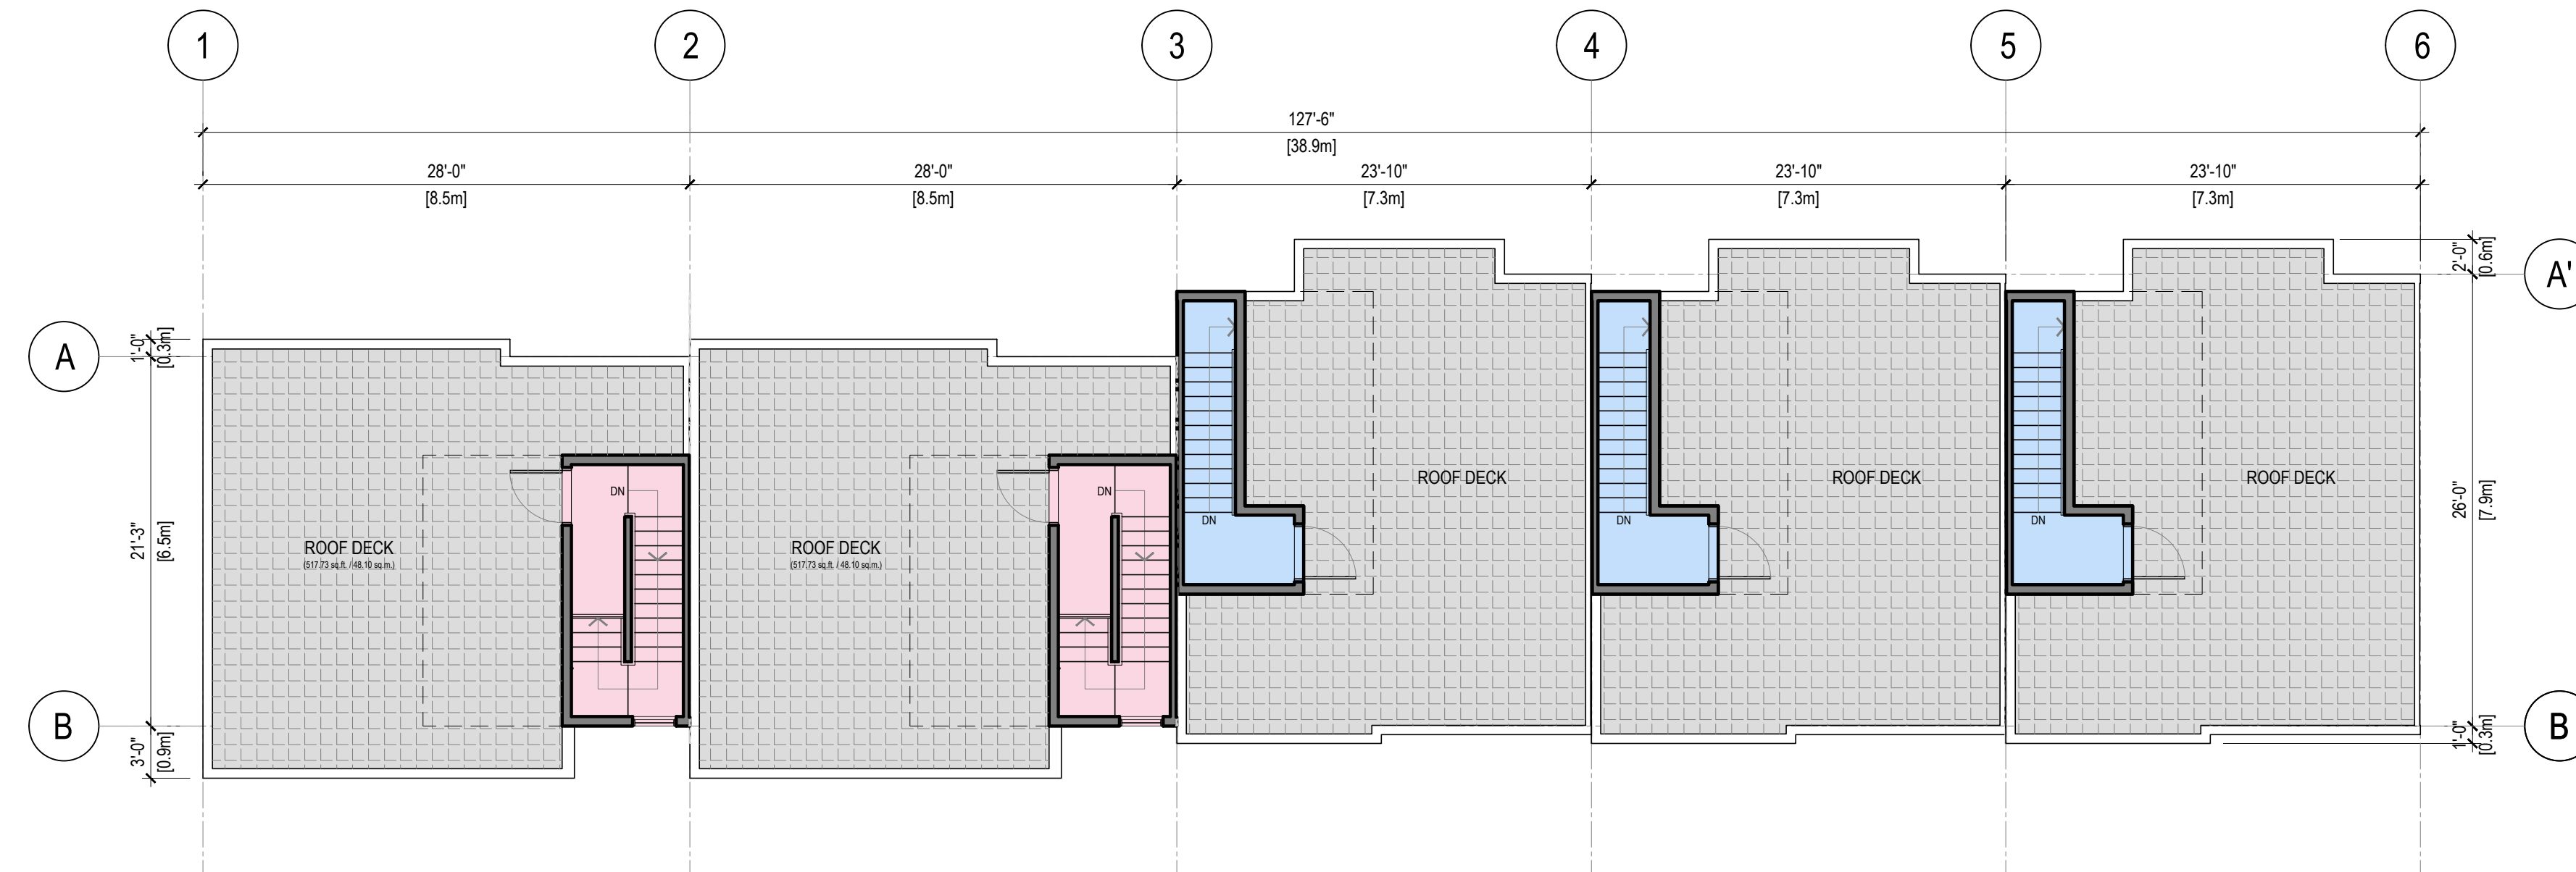 1
2
3
4
5
6
127'-6"
[38.9m]
28'-0"
28'-0"
23'-10"
23'-10"
23'-10"
[8.5m]
[8.5m]
[7.3m]
[7.3m]
[7.3m]
2'-0"
[0.6m]
A'
1'-0"
[0.3m]
A
ROOF DECK
ROOF DECK
ROOF DECK
DN
DN
26'-0"
[7.9m]
DN
DN
DN
21'-3"
[6.5m]
ROOF DECK
(517.73 sq.ft. / 48.10 sq.m.)
ROOF DECK
(517.73 sq.ft. / 48.10 sq.m.)
B
3'-0"
[0.9m]
1'-0"
[0.3m]
B